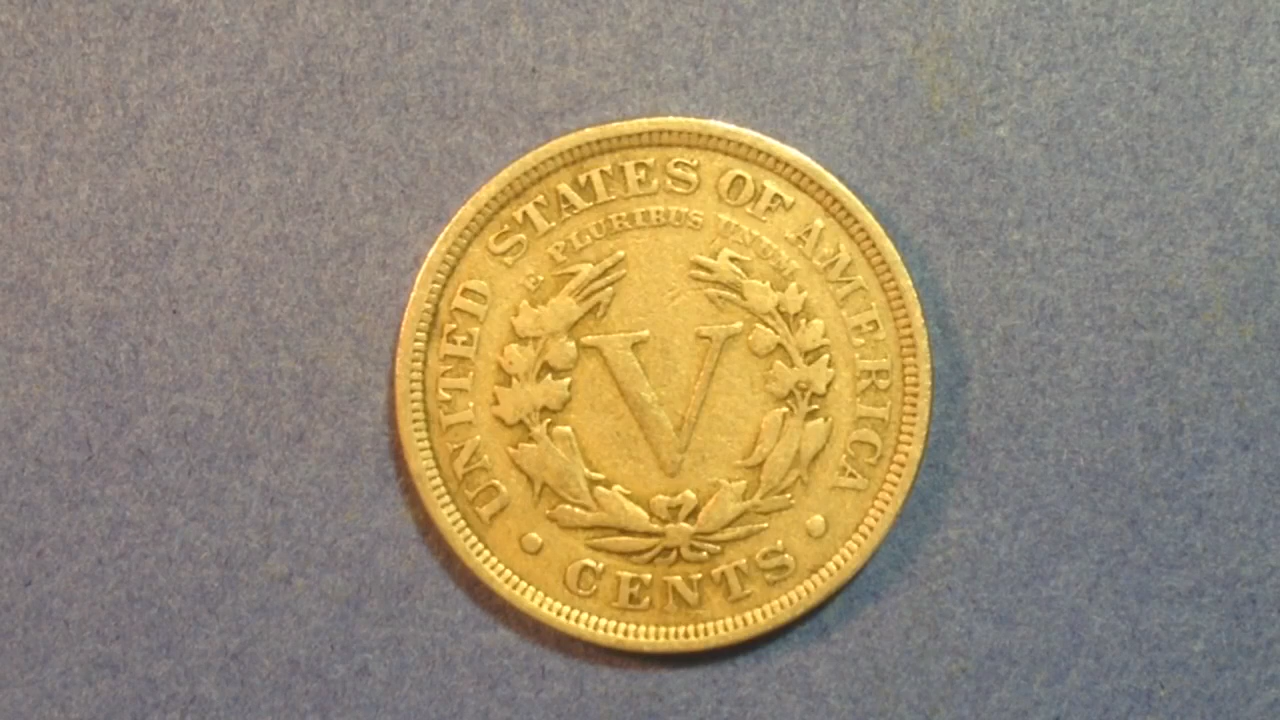 UNITED STATES OF AMERICA
E PLURIBUS UNUM
V
• CENTS •